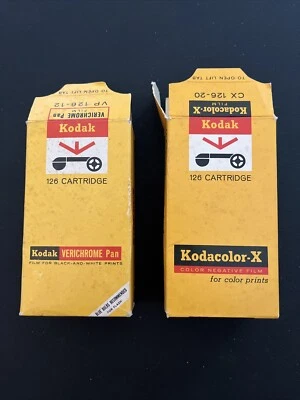 TO OPEN LIFT TAB
VP 126-12
VERICHROME Pan
FILM
Kodak
126 CARTRIDGE
Kodak VERICHROME Pan
FILM FOR BLACK-AND-WHITE PRINTS
TO OPEN LIFT TAB
CX 126-20
Kodacolor-X
FILM
Kodak
126 CARTRIDGE
Kodacolor-X
COLOR NEGATIVE FILM
for color prints